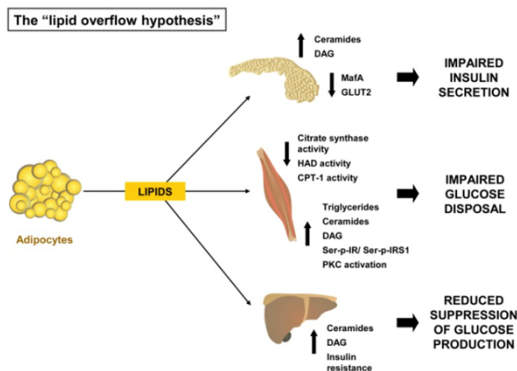 The “lipid overflow hypothesis”
Ceramides
DAG
MafA
GLUT2
IMPAIRED
INSULIN
SECRETION
Adipocytes
LIPIDS
Citrate synthase
activity
HAD activity
CPT-1 activity
Triglycerides
Ceramides
DAG
Ser-p-IR/ Ser-p-IRS1
PKC activation
IMPAIRED
GLUCOSE
DISPOSAL
Ceramides
DAG
Insulin
resistance
REDUCED
SUPPRESSION
OF GLUCOSE
PRODUCTION